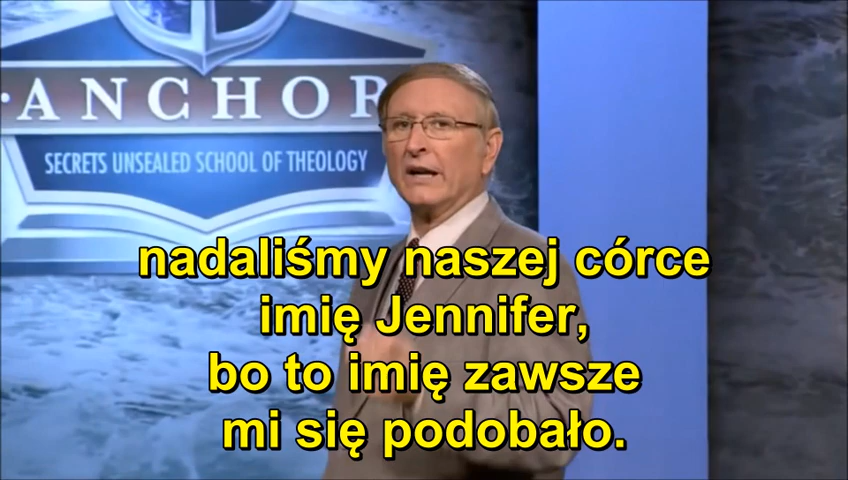 ANCHOR
SECRETS UNSEALED SCHOOL OF THEOLOGY
nadaliśmy naszej córce
imię Jennifer,
bo to imię zawsze
mi się podobało.